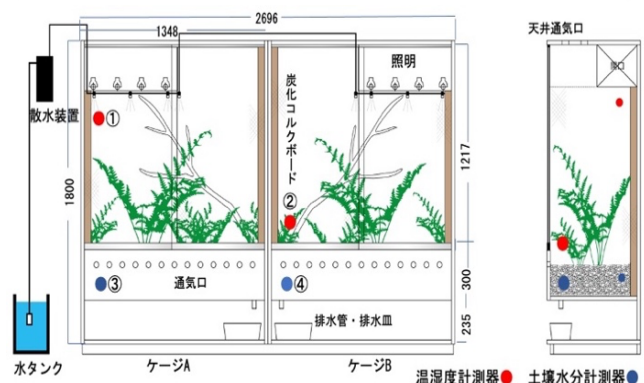 2696
天井通気口
1348
照明
散水装置
①
炭化コルクボード
1217
1800
②
③
通気口
④
300
排水管・排水皿
235
水タンク
ケージA
ケージB
温湿度計測器
土壌水分計測器